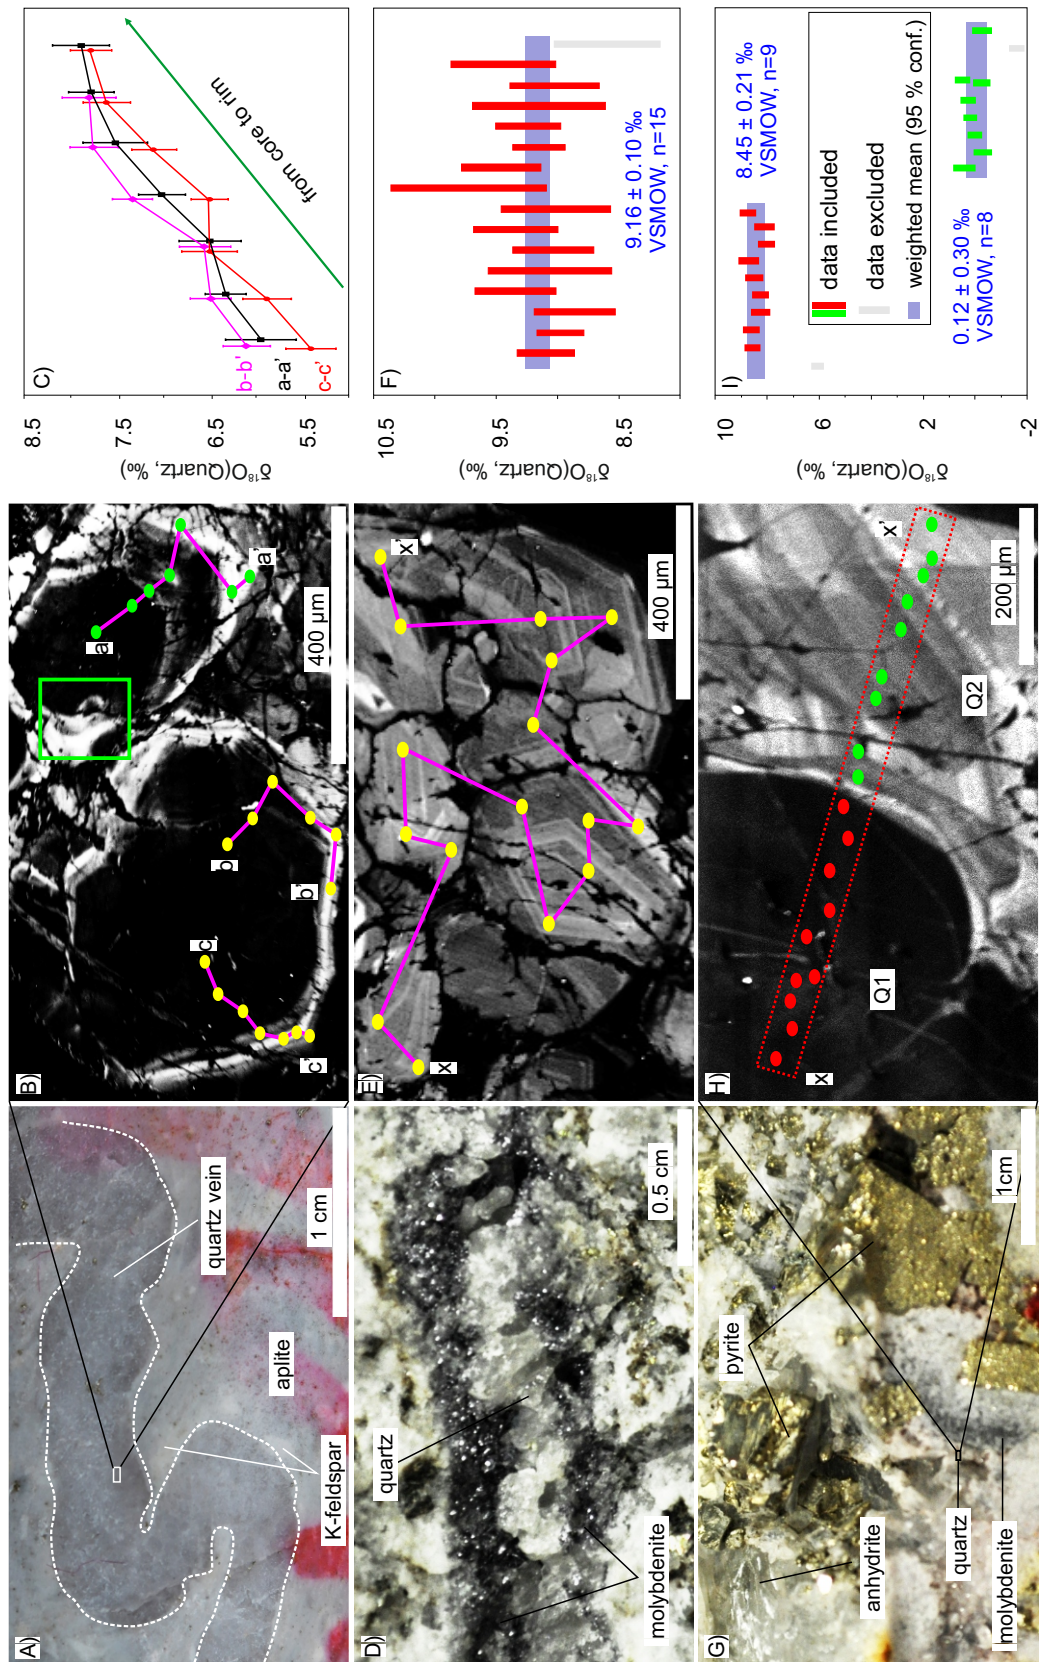 A)
quartz vein
aplite
K-feldspar
1 cm
B)
a
a'
b
b'
c
c'
400 µm
C)
8.5
7.5
6.5
5.5
δ¹⁸O(Quartz, ‰)
b-b'
a-a'
c-c'
from core to rim
D)
quartz
molybdenite
0.5 cm
E)
x
x'
400 µm
F)
10.5
9.5
8.5
δ¹⁸O(Quartz, ‰)
9.16 ± 0.10 ‰
VSMOW, n=15
G)
pyrite
anhydrite
quartz
molybdenite
1cm
H)
x
x'
Q1
Q2
200 µm
I)
10
6
2
-2
δ¹⁸O(Quartz, ‰)
8.45 ± 0.21 ‰
VSMOW, n=9
data included
data excluded
weighted mean (95 % conf.)
0.12 ± 0.30 ‰
VSMOW, n=8